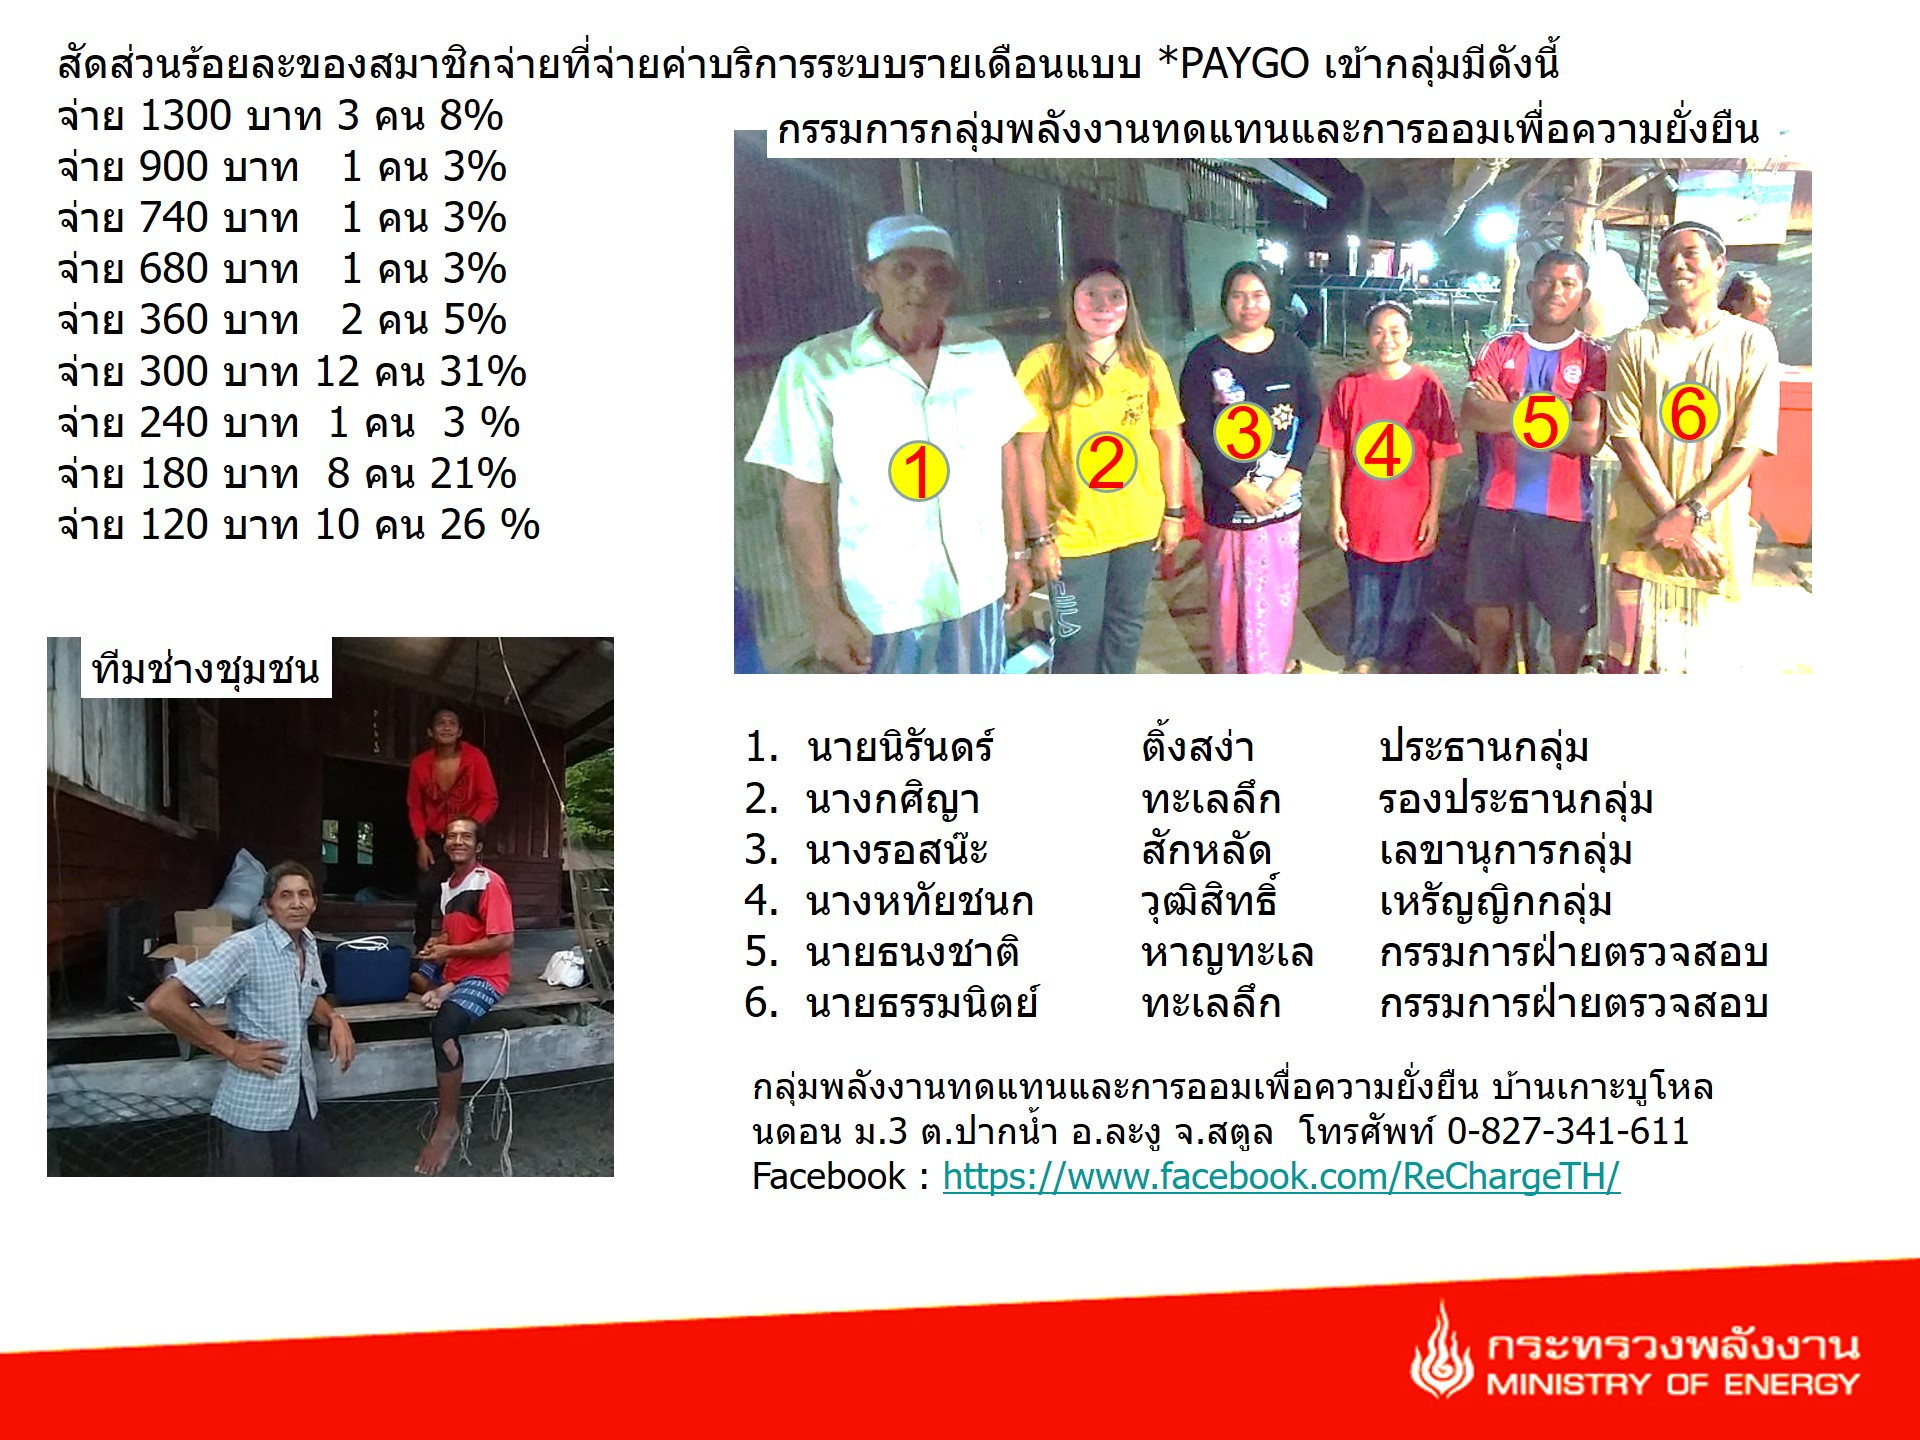 สัดส่วนร้อยละของสมาชิกจ่ายที่จ่ายค่าบริการระบบรายเดือนแบบ *PAYGO เข้ากลุ่มมีดังนี้
จ่าย 1300 บาท 3 คน 8%
จ่าย 900 บาท 1 คน 3%
จ่าย 740 บาท 1 คน 3%
จ่าย 680 บาท 1 คน 3%
จ่าย 360 บาท 2 คน 5%
จ่าย 300 บาท 12 คน 31%
จ่าย 240 บาท 1 คน 3 %
จ่าย 180 บาท 8 คน 21%
จ่าย 120 บาท 10 คน 26 %
กรรมการกลุ่มพลังงานทดแทนและการออมเพื่อความยั่งยืน
1 2 3 4 5 6
FILA
ทีมช่างชุมชน
1. นายนิรันดร์ ติ้งสง่า ประธานกลุ่ม
2. นางกศิญา ทะเลลึก รองประธานกลุ่ม
3. นางรอสน๊ะ สักหลัด เลขานุการกลุ่ม
4. นางหทัยชนก วุฒิสิทธิ์ เหรัญญิกกลุ่ม
5. นายธนงชาติ หาญทะเล กรรมการฝ่ายตรวจสอบ
6. นายธรรมนิตย์ ทะเลลึก กรรมการฝ่ายตรวจสอบ
กลุ่มพลังงานทดแทนและการออมเพื่อความยั่งยืน บ้านเกาะบูโหล
นดอน ม.3 ต.ปากน้ำ อ.ละงู จ.สตูล โทรศัพท์ 0-827-341-611
Facebook : https://www.facebook.com/ReChargeTH/
กระทรวงพลังงาน
MINISTRY OF ENERGY